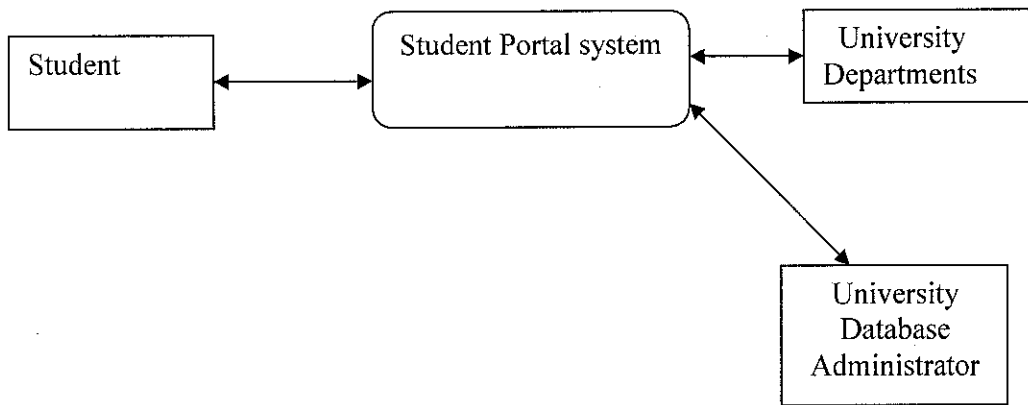 Student
Student Portal system
University
Departments
University
Database
Administrator